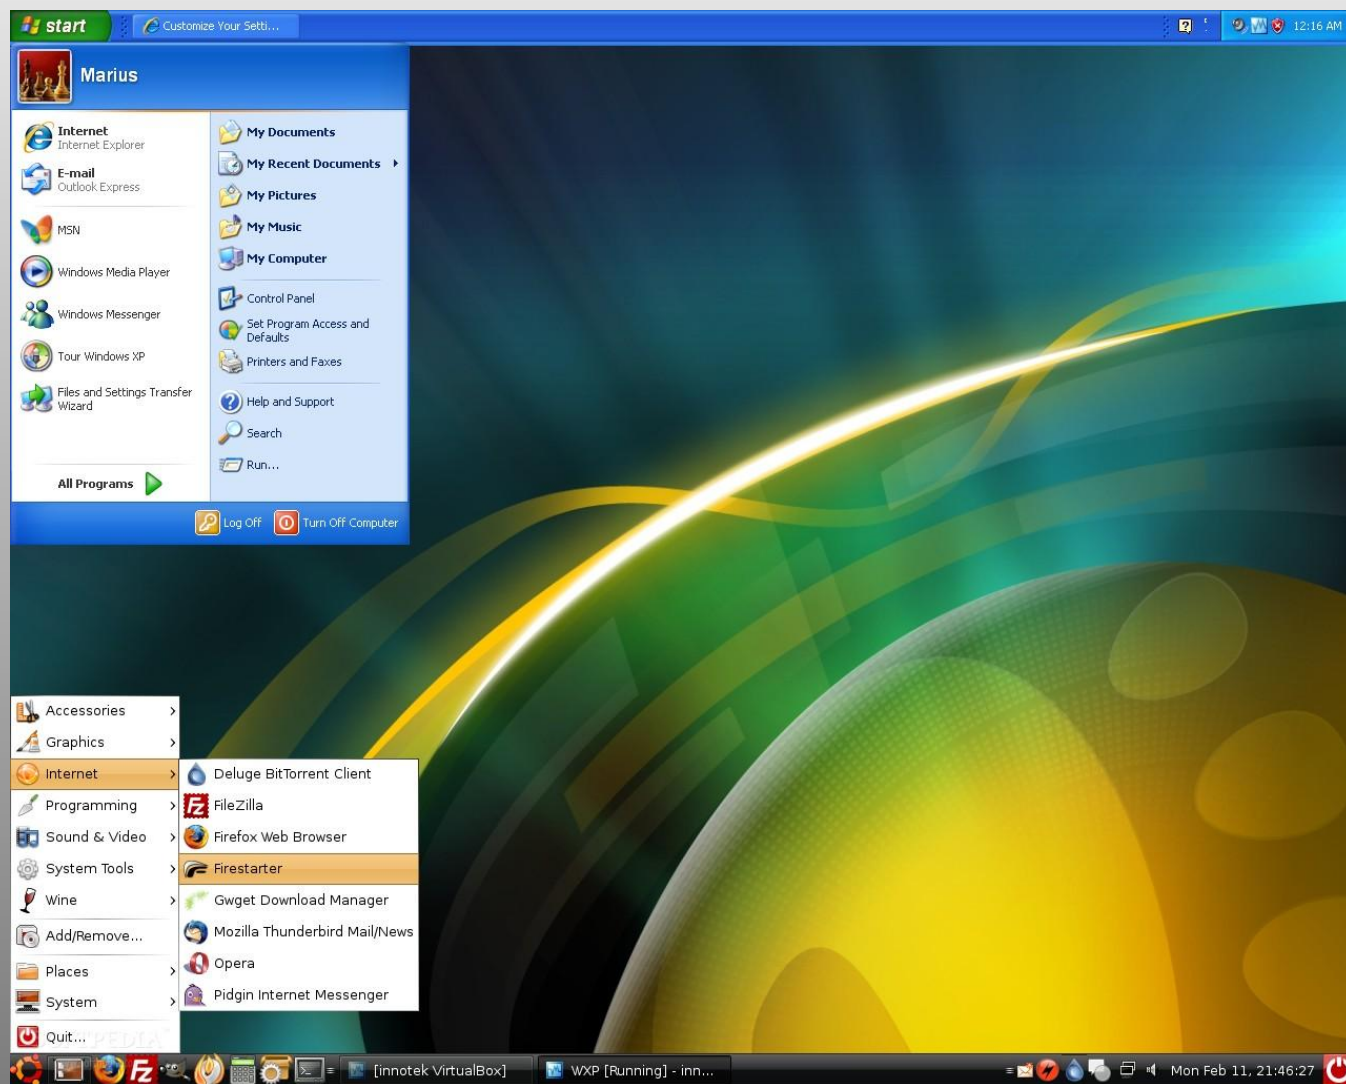 start
Customize Your Setti...
12:16 AM
Marius
Internet
Internet Explorer
E-mail
Outlook Express
MSN
Windows Media Player
Windows Messenger
Tour Windows XP
Files and Settings Transfer
Wizard
All Programs
My Documents
My Recent Documents
My Pictures
My Music
My Computer
Control Panel
Set Program Access and
Defaults
Printers and Faxes
Help and Support
Search
Run...
Log Off
Turn Off Computer
Accessories
Graphics
Internet
Programming
Sound & Video
System Tools
Wine
Add/Remove...
Places
System
Quit...
Deluge BitTorrent Client
FileZilla
Firefox Web Browser
Firestarter
Gwget Download Manager
Mozilla Thunderbird Mail/News
Opera
Pidgin Internet Messenger
[innotek VirtualBox]
WXP [Running] - inn...
Mon Feb 11, 21:46:27